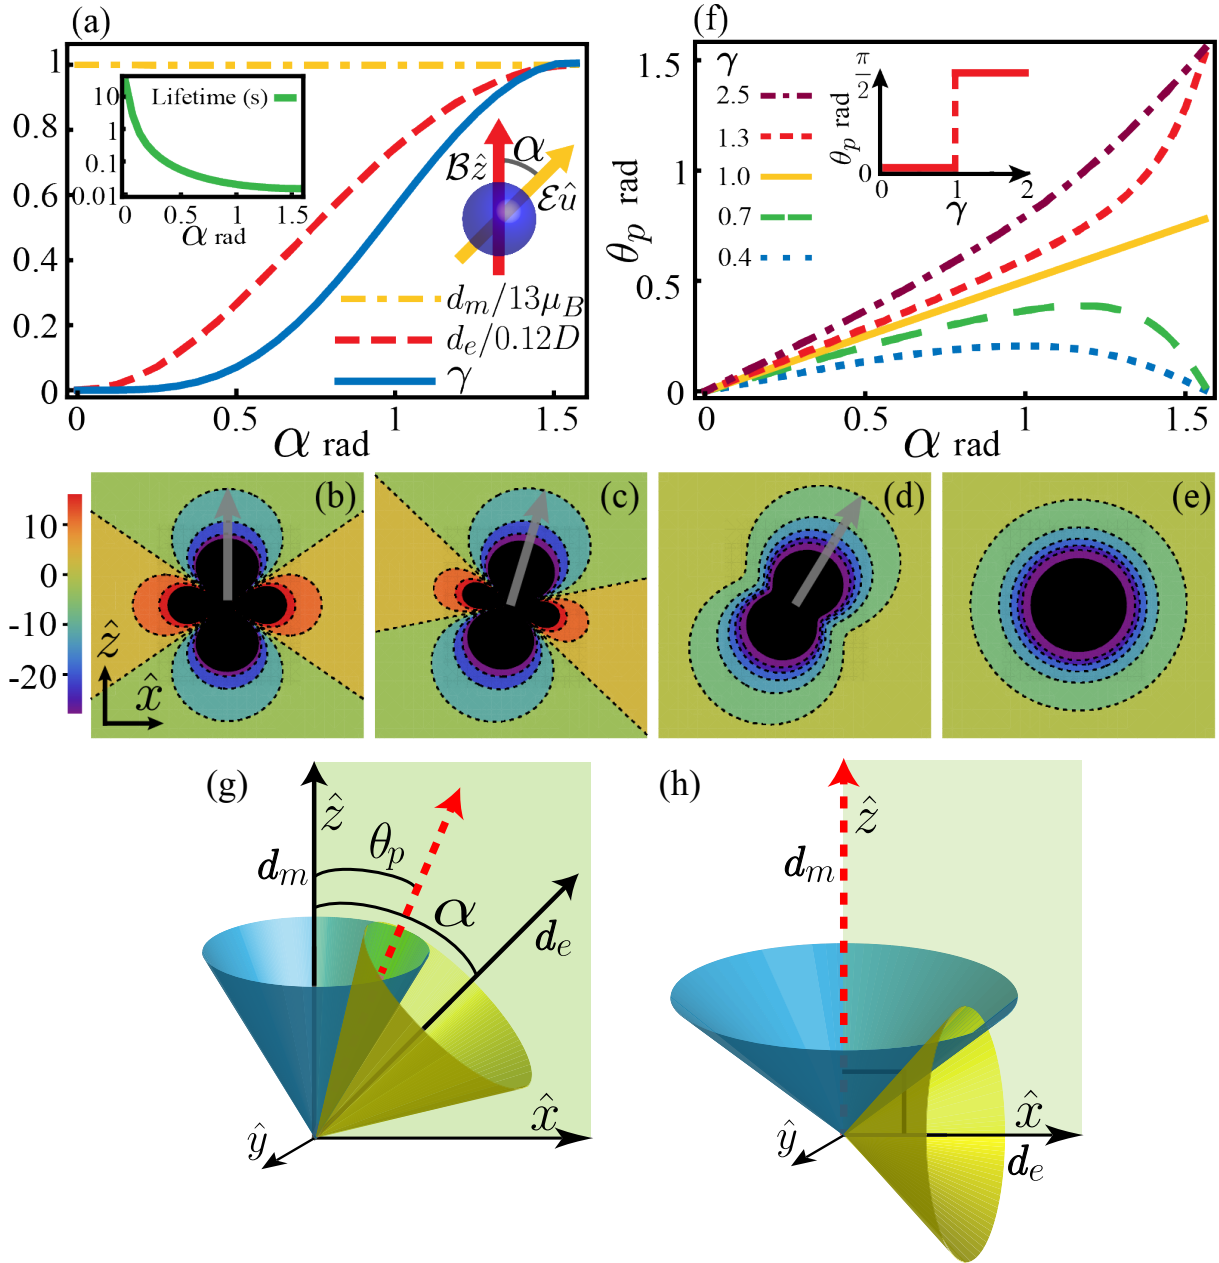 (a)
1
0.8
0.6
0.4
0.2
0
0
0.5
1
1.5
α rad
10
1
0.1
0.01
Lifetime (s)
0
0.5
1
1.5
α rad
ℬẑ
α
ℰû
d_m/13μ_B
d_e/0.12D
γ
(f)
1.5
1
0.5
0
θ_p rad
γ
2.5
1.3
1.0
0.7
0.4
θ_p rad
π/2
0
0
1
2
γ
0
0.5
1
1.5
α rad
10
0
-10
-20
(b)
ẑ
x̂
(c)
(d)
(e)
(g)
ẑ
d_m
θ_p
α
d_e
x̂
ŷ
(h)
ẑ
d_m
x̂
ŷ
d_e